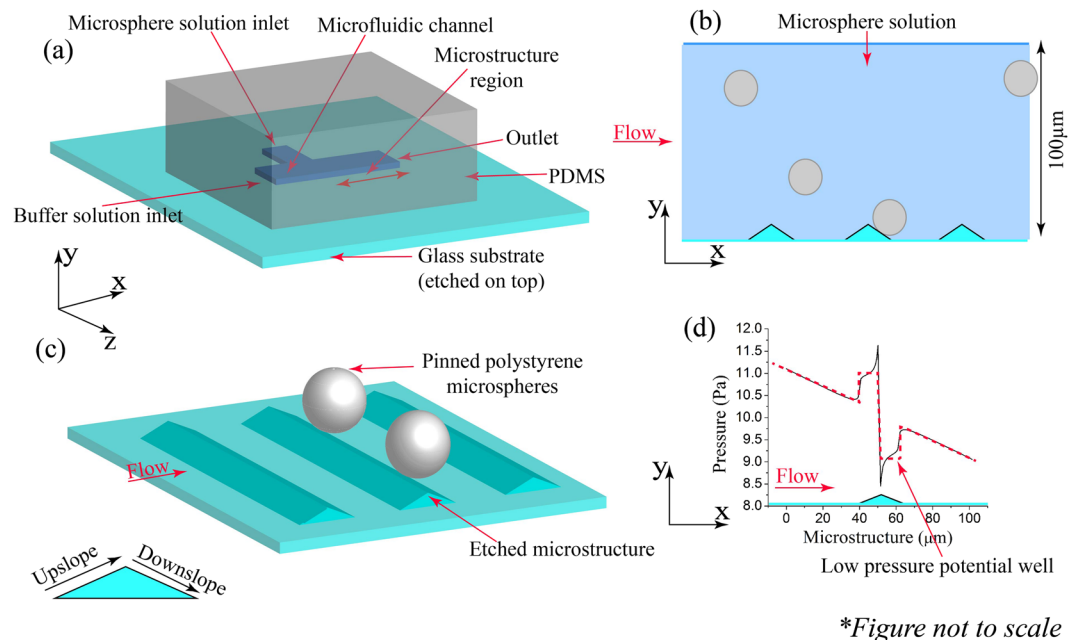 Microsphere solution inlet
Microfluidic channel
(a)
Microstructure
region
Outlet
PDMS
Buffer solution inlet
Glass substrate
(etched on top)
y
x
z
(b)
Microsphere solution
Flow
100μm
y
x
(c)
Pinned polystyrene
microspheres
Flow
Etched microstructure
Upslope
Downslope
(d)
12.0
11.5
11.0
10.5
10.0
9.5
9.0
8.5
8.0
Pressure (Pa)
Flow
y
x
0
20
40
60
80
100
Microstructure (μm)
Low pressure potential well
*Figure not to scale